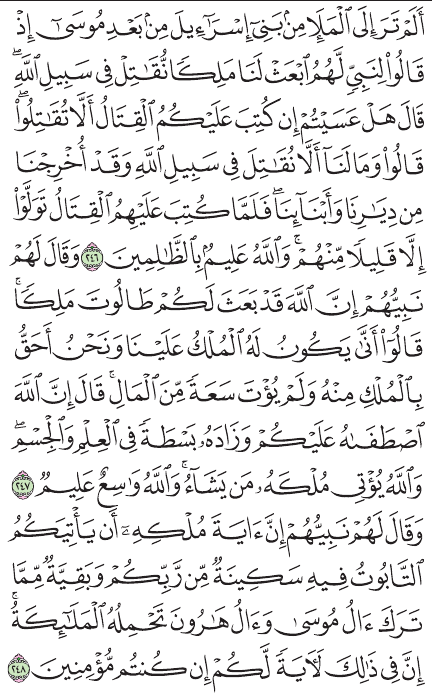 أَلَمْ تَرَ إِلَى ٱلْمَلَإِ مِنۢ بَنِىٓ إِسْرَٰٓءِيلَ مِنۢ بَعْدِ مُوسَىٰٓ إِذْ
قَالُوا۟ لِنَبِىٍّ لَّهُمُ ٱبْعَثْ لَنَا مَلِكًا نُّقَٰتِلْ فِى سَبِيلِ ٱللَّهِ ۖ
قَالَ هَلْ عَسَيْتُمْ إِن كُتِبَ عَلَيْكُمُ ٱلْقِتَالُ أَلَّا تُقَٰتِلُوا۟ ۖ
قَالُوا۟ وَمَا لَنَآ أَلَّا نُقَٰتِلَ فِى سَبِيلِ ٱللَّهِ وَقَدْ أُخْرِجْنَا
مِن دِيَٰرِنَا وَأَبْنَآئِنَا ۖ فَلَمَّا كُتِبَ عَلَيْهِمُ ٱلْقِتَالُ تَوَلَّوْا۟
إِلَّا قَلِيلًا مِّنْهُمْ ۗ وَٱللَّهُ عَلِيمٌۢ بِٱلظَّٰلِمِينَ ٢٤٦ وَقَالَ لَهُمْ
نَبِيُّهُمْ إِنَّ ٱللَّهَ قَدْ بَعَثَ لَكُمْ طَالُوتَ مَلِكًا ۚ
قَالُوٓا۟ أَنَّىٰ يَكُونُ لَهُ ٱلْمُلْكُ عَلَيْنَا وَنَحْنُ أَحَقُّ
بِٱلْمُلْكِ مِنْهُ وَلَمْ يُؤْتَ سَعَةً مِّنَ ٱلْمَالِ ۚ قَالَ إِنَّ ٱللَّهَ
ٱصْطَفَىٰهُ عَلَيْكُمْ وَزَادَهُۥ بَسْطَةً فِى ٱلْعِلْمِ وَٱلْجِسْمِ ۖ
وَٱللَّهُ يُؤْتِى مُلْكَهُۥ مَن يَشَآءُ ۚ وَٱللَّهُ وَٰسِعٌ عَلِيمٌ ٢٤٧
وَقَالَ لَهُمْ نَبِيُّهُمْ إِنَّ ءَايَةَ مُلْكِهِۦٓ أَن يَأْتِيَكُمُ
ٱلتَّابُوتُ فِيهِ سَكِينَةٌ مِّن رَّبِّكُمْ وَبَقِيَّةٌ مِّمَّا
تَرَكَ ءَالُ مُوسَىٰ وَءَالُ هَٰرُونَ تَحْمِلُهُ ٱلْمَلَٰٓئِكَةُ ۚ
إِنَّ فِى ذَٰلِكَ لَءَايَةً لَّكُمْ إِن كُنتُم مُّؤْمِنِينَ ٢٤٨